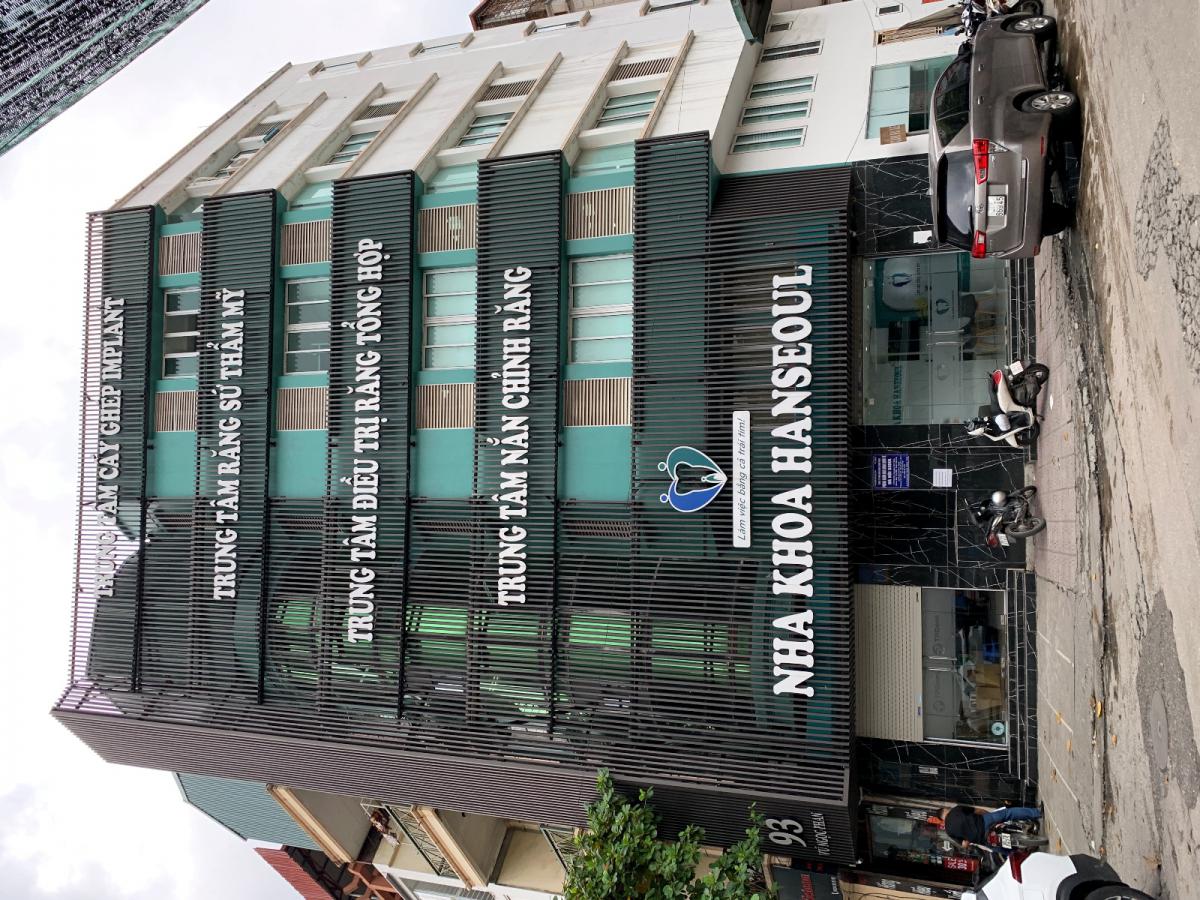 TRUNG TÂM CẤY GHÉP IMPLANT
TRUNG TÂM RĂNG SỨ THẨM MỸ
TRUNG TÂM ĐIỀU TRỊ RĂNG TỔNG HỢP
TRUNG TÂM NẮN CHỈNH RĂNG
Làm việc bằng cả trái tim!
NHA KHOA HANSEOUL
93